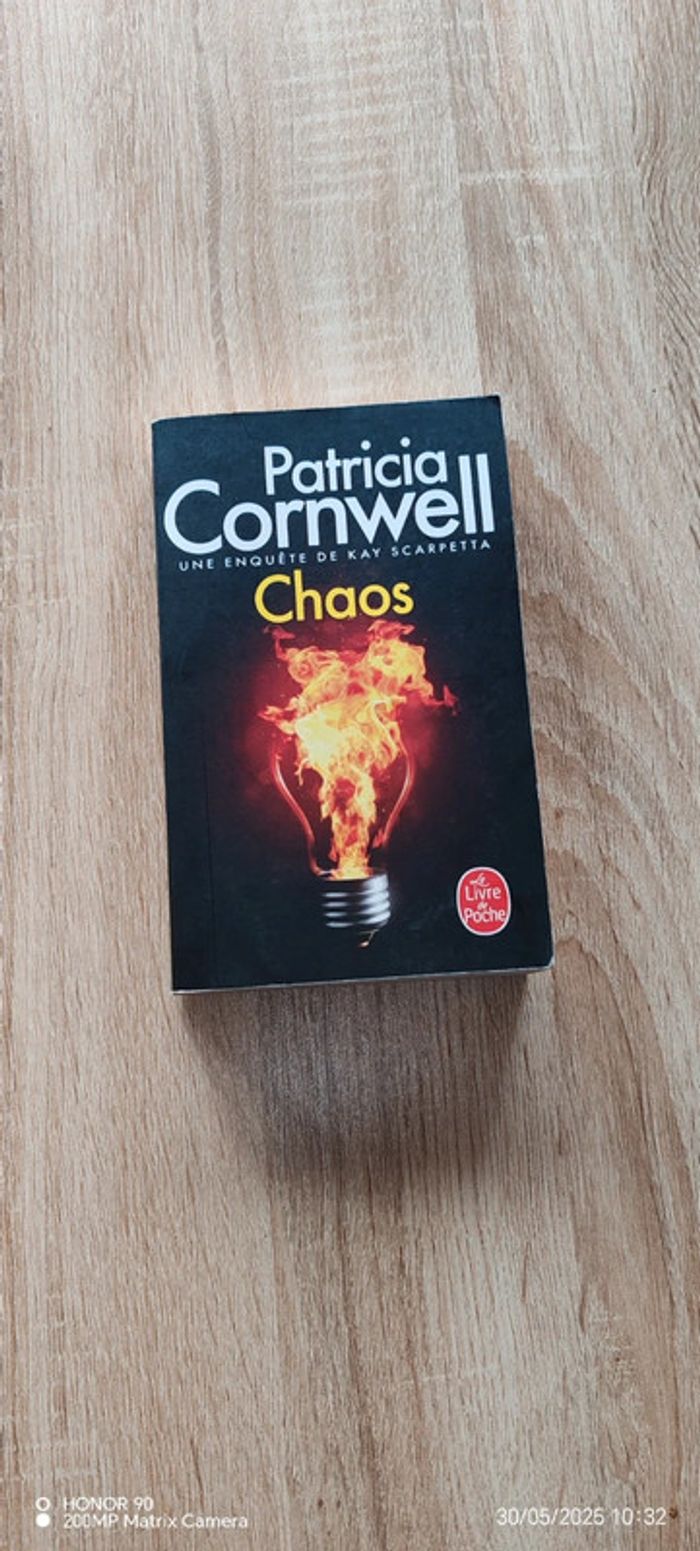 Patricia
Cornwell
UNE ENQUÊTE DE KAY SCARPETTA
Chaos
Le
Livre
de
Poche
HONOR 90
200MP Matrix Camera
30/05/2025 10:32